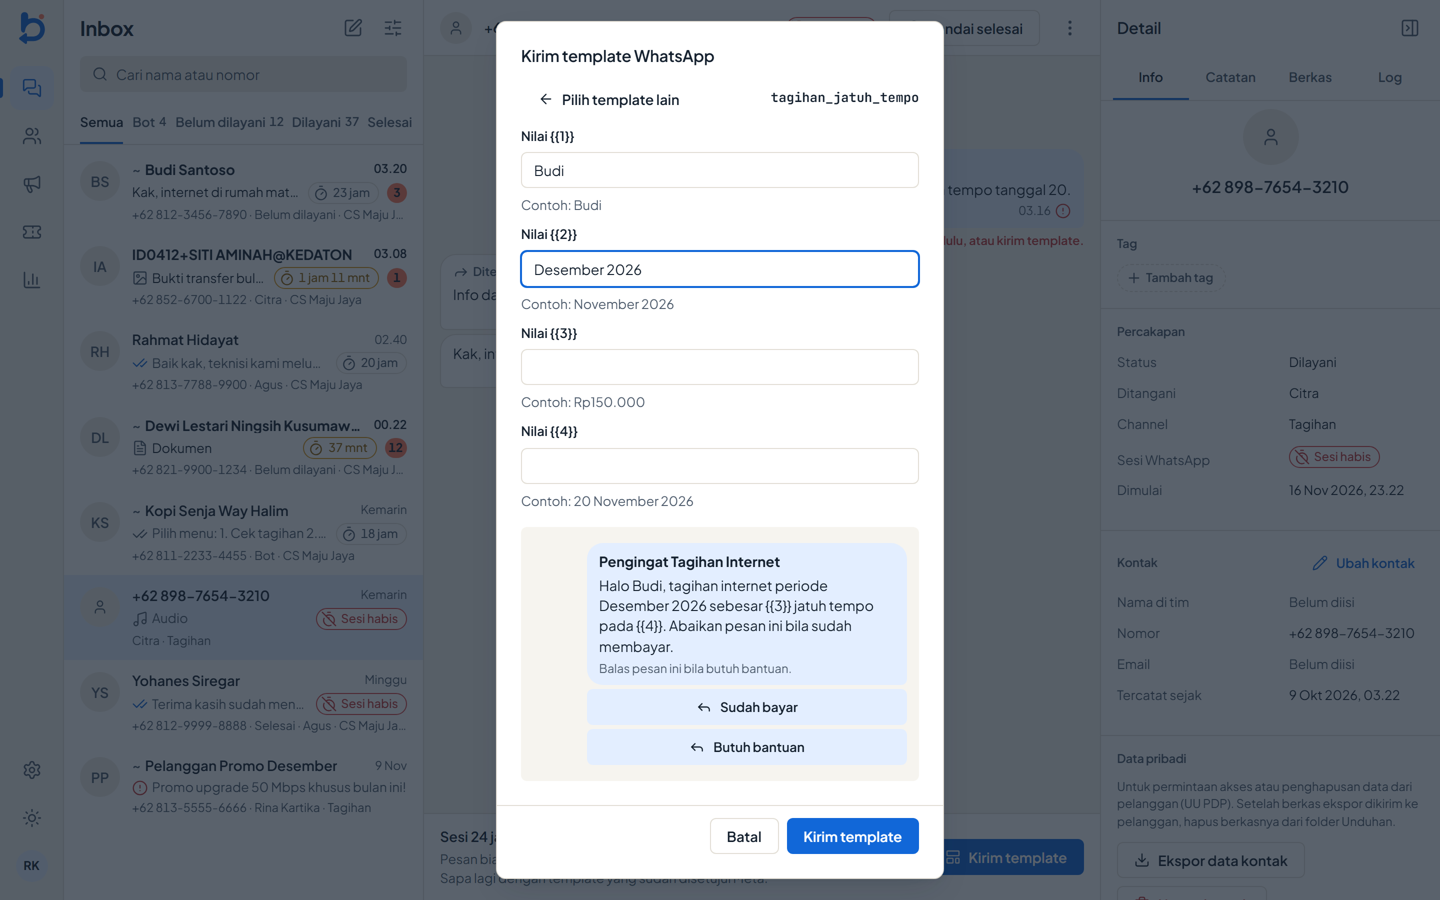 Inbox
Cari nama atau nomor
Semua
Bot 4
Belum dilayani 12
Dilayani 37
Selesai
BS
~ Budi Santoso
03.20
Kak, internet di rumah mat...
23 jam
3
+62 812-3456-7890 · Belum dilayani · CS Maju J...
IA
ID0412+SITI AMINAH@KEDATON
03.08
Bukti transfer bul...
1 jam 11 mnt
1
+62 852-6700-1122 · Citra · CS Maju Jaya
RH
Rahmat Hidayat
02.40
Baik kak, teknisi kami melu...
20 jam
+62 813-7788-9900 · Agus · CS Maju Jaya
DL
~ Dewi Lestari Ningsih Kusumaw...
00.22
Dokumen
37 mnt
12
+62 821-9900-1234 · Belum dilayani · CS Maju J...
KS
~ Kopi Senja Way Halim
Kemarin
Pilih menu: 1. Cek tagihan 2....
18 jam
+62 811-2233-4455 · Bot · CS Maju Jaya
+62 898-7654-3210
Kemarin
Audio
Sesi habis
Citra · Tagihan
YS
Yohanes Siregar
Minggu
Terima kasih sudah men...
Sesi habis
+62 812-9999-8888 · Selesai · Agus · CS Maju Ja...
PP
~ Pelanggan Promo Desember
9 Nov
Promo upgrade 50 Mbps khusus bulan ini!
+62 813-5555-6666 · Rina Kartika · Tagihan
RK
ndai selesai
tempo tanggal 20.
03.16
lulu, atau kirim template.
Dite
Info da
Kak, in
Sesi 24 j
Pesan bia
Kirim template
Kirim template WhatsApp
Pilih template lain
tagihan_jatuh_tempo
Nilai {{1}}
Budi
Contoh: Budi
Nilai {{2}}
Desember 2026
Contoh: November 2026
Nilai {{3}}
Contoh: Rp150.000
Nilai {{4}}
Contoh: 20 November 2026
Pengingat Tagihan Internet
Halo Budi, tagihan internet periode
Desember 2026 sebesar {{3}} jatuh tempo
pada {{4}}. Abaikan pesan ini bila sudah
membayar.
Balas pesan ini bila butuh bantuan.
Sudah bayar
Butuh bantuan
Batal
Kirim template
Detail
Info
Catatan
Berkas
Log
+62 898-7654-3210
Tag
Tambah tag
Percakapan
Status
Dilayani
Ditangani
Citra
Channel
Tagihan
Sesi WhatsApp
Sesi habis
Dimulai
16 Nov 2026, 23.22
Kontak
Ubah kontak
Nama di tim
Belum diisi
Nomor
+62 898-7654-3210
Email
Belum diisi
Tercatat sejak
9 Okt 2026, 03.22
Data pribadi
Untuk permintaan akses atau penghapusan data dari
pelanggan (UU PDP). Setelah berkas ekspor dikirim ke
pelanggan, hapus berkasnya dari folder Unduhan.
Ekspor data kontak